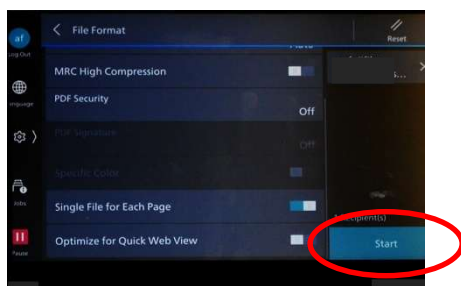 af
Log Out
File Format
Reset
MRC High Compression
PDF Security
Off
PDF Signature
Off
Specific Color
Jobs
Single File for Each Page
Recipient(s)
Optimize for Quick Web View
Start
Pause